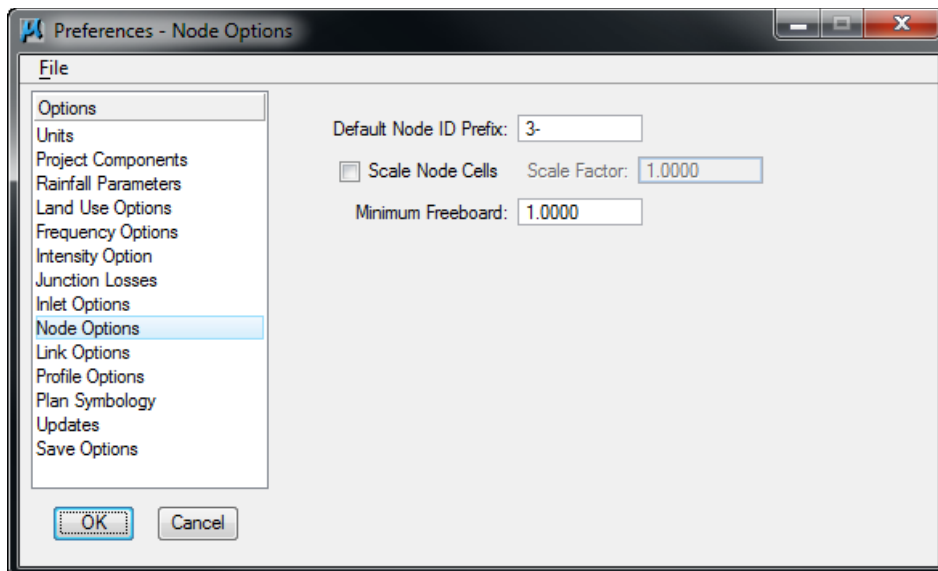 Preferences - Node Options
File
Options
Units
Project Components
Rainfall Parameters
Land Use Options
Frequency Options
Intensity Option
Junction Losses
Inlet Options
Node Options
Link Options
Profile Options
Plan Symbology
Updates
Save Options
Default Node ID Prefix: 3-
Scale Node Cells Scale Factor: 1.0000
Minimum Freeboard: 1.0000
OK Cancel